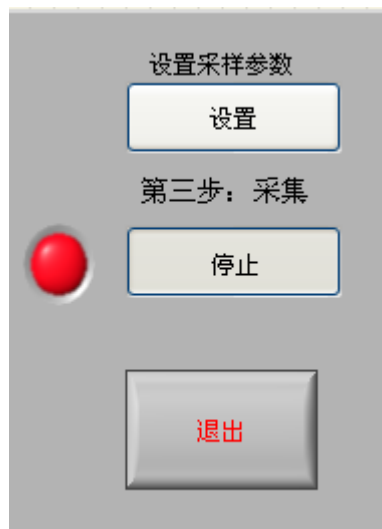 设置采样参数
设置
第三步：采集
停止
退出